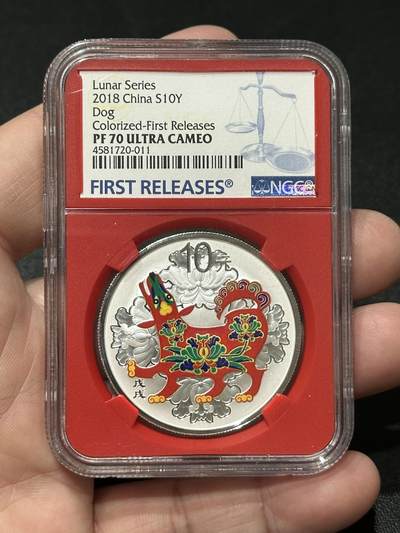 Lunar Series
2018 China S10Y
Dog
Colorized-First Releases
PF 70 ULTRA CAMEO
4581720-011
FIRST RELEASES®
NGC®
10元
戊戌